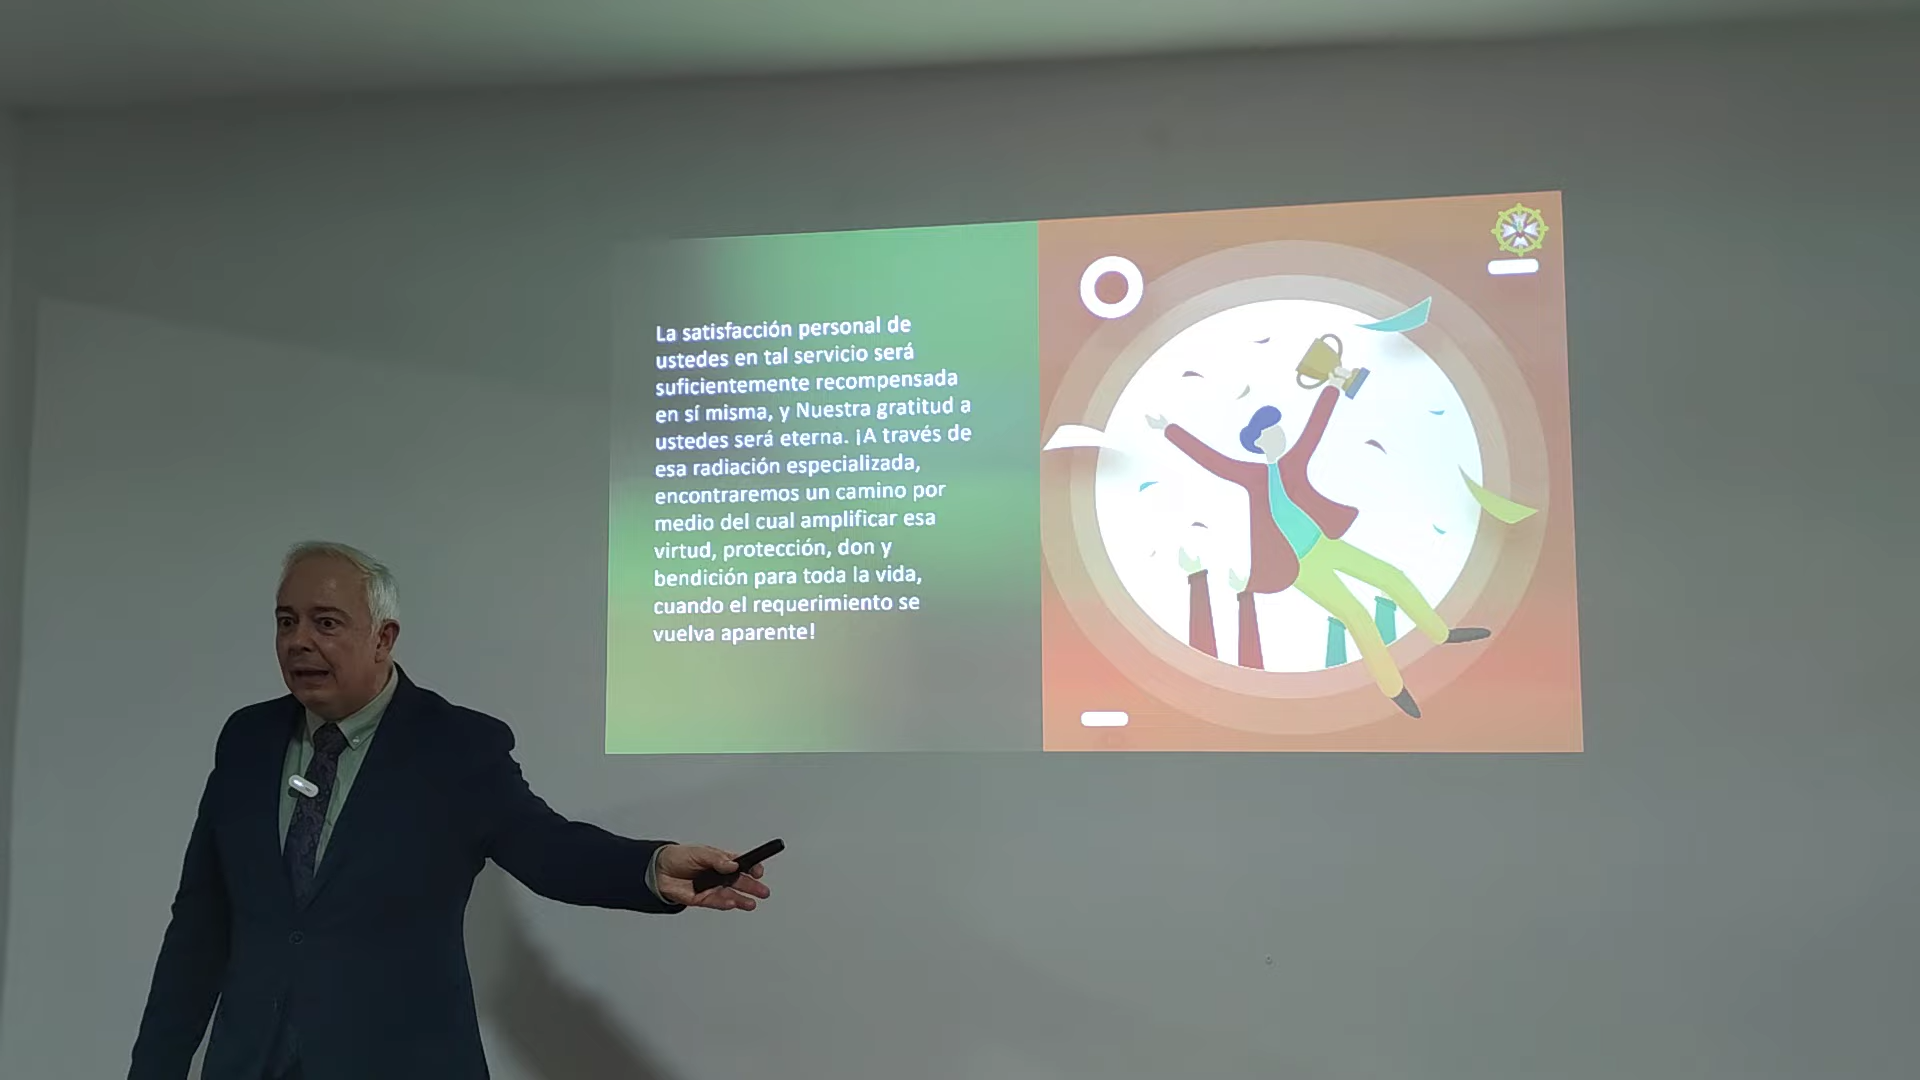 La satisfacción personal de
ustedes en tal servicio será
suficientemente recompensada
en sí misma, y Nuestra gratitud a
ustedes será eterna. ¡A través de
esa radiación especializada,
encontraremos un camino por
medio del cual amplificar esa
virtud, protección, don y
bendición para toda la vida,
cuando el requerimiento se
vuelva aparente!